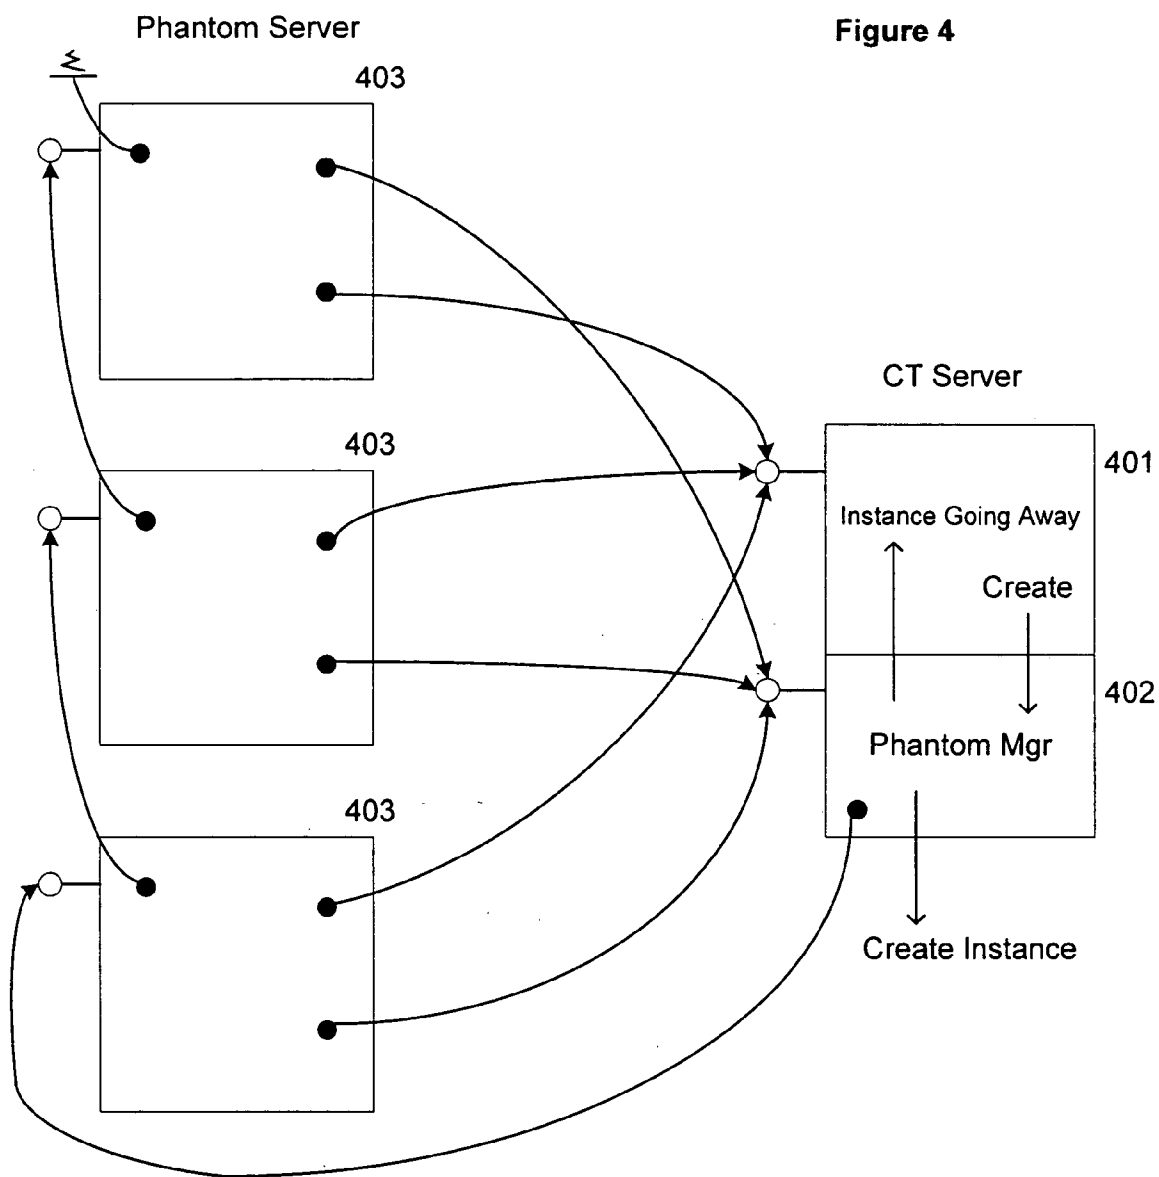 Phantom Server
Figure 4
403
CT Server
403
401
Instance Going Away
Create
402
Phantom Mgr
403
Create Instance